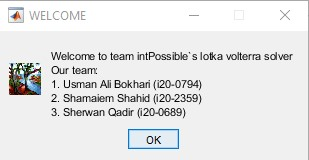 WELCOME
Welcome to team intPossible`s lotka volterra solver
Our team:
1. Usman Ali Bokhari (i20-0794)
2. Shamaiem Shahid (i20-2359)
3. Sherwan Qadir (i20-0689)
OK